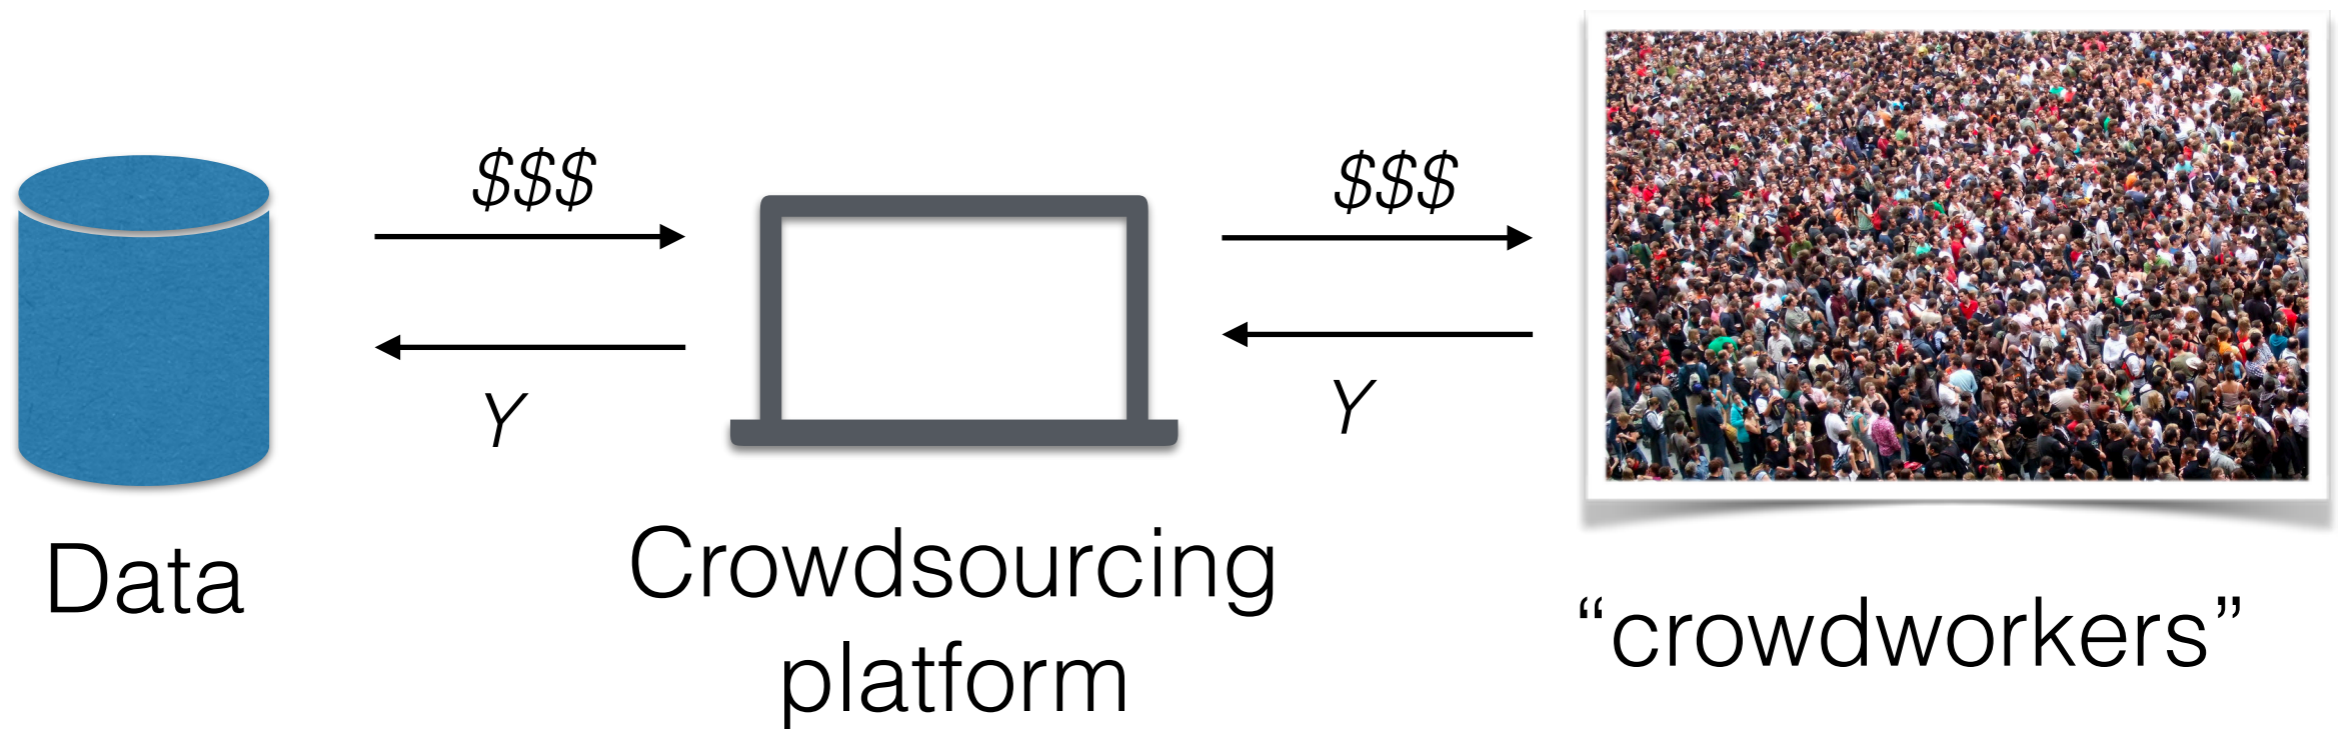 $$$
$$$
Y
Y
Data
Crowdsourcing
platform
“crowdworkers”